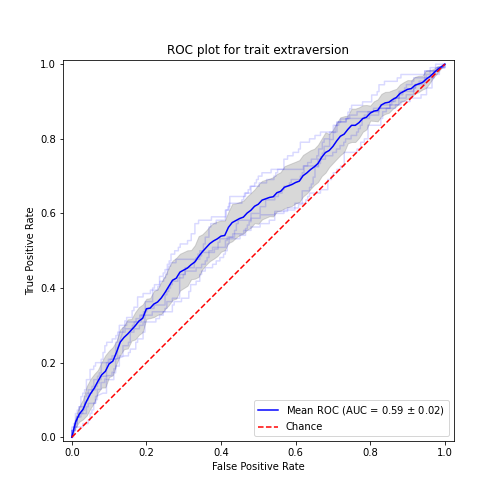 ROC plot for trait extraversion
1.0
0.8
0.6
0.4
0.2
0.0
True Positive Rate
Mean ROC (AUC = 0.59 ± 0.02)
Chance
0.0 0.2 0.4 0.6 0.8 1.0
False Positive Rate